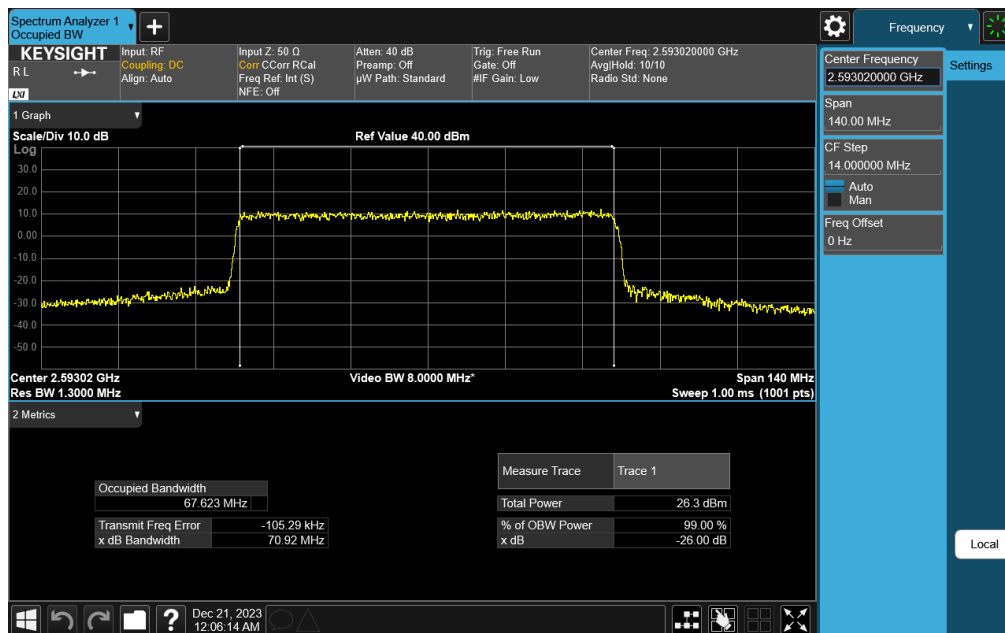 Spectrum Analyzer 1
Occupied BW
Frequency
KEYSIGHT
R L
LXI
Input: RF
Coupling: DC
Align: Auto
Input Z: 50 Ω
Corr CCorr RCal
Freq Ref: Int (S)
NFE: Off
Atten: 40 dB
Preamp: Off
µW Path: Standard
Trig: Free Run
Gate: Off
#IF Gain: Low
Center Freq: 2.593020000 GHz
Avg|Hold: 10/10
Radio Std: None
Center Frequency
2.593020000 GHz
Settings
Span
140.00 MHz
CF Step
14.000000 MHz
Auto
Man
Freq Offset
0 Hz
Local
1 Graph
Scale/Div 10.0 dB
Ref Value 40.00 dBm
Log
30.0
20.0
10.0
0.00
-10.0
-20.0
-30.0
-40.0
-50.0
Center 2.59302 GHz
Video BW 8.0000 MHz*
Span 140 MHz
Res BW 1.3000 MHz
Sweep 1.00 ms (1001 pts)
2 Metrics
Measure Trace Trace 1
Occupied Bandwidth
67.623 MHz
Total Power 26.3 dBm
Transmit Freq Error -105.29 kHz
% of OBW Power 99.00 %
x dB Bandwidth 70.92 MHz
x dB -26.00 dB
?
Dec 21, 2023
12:06:14 AM